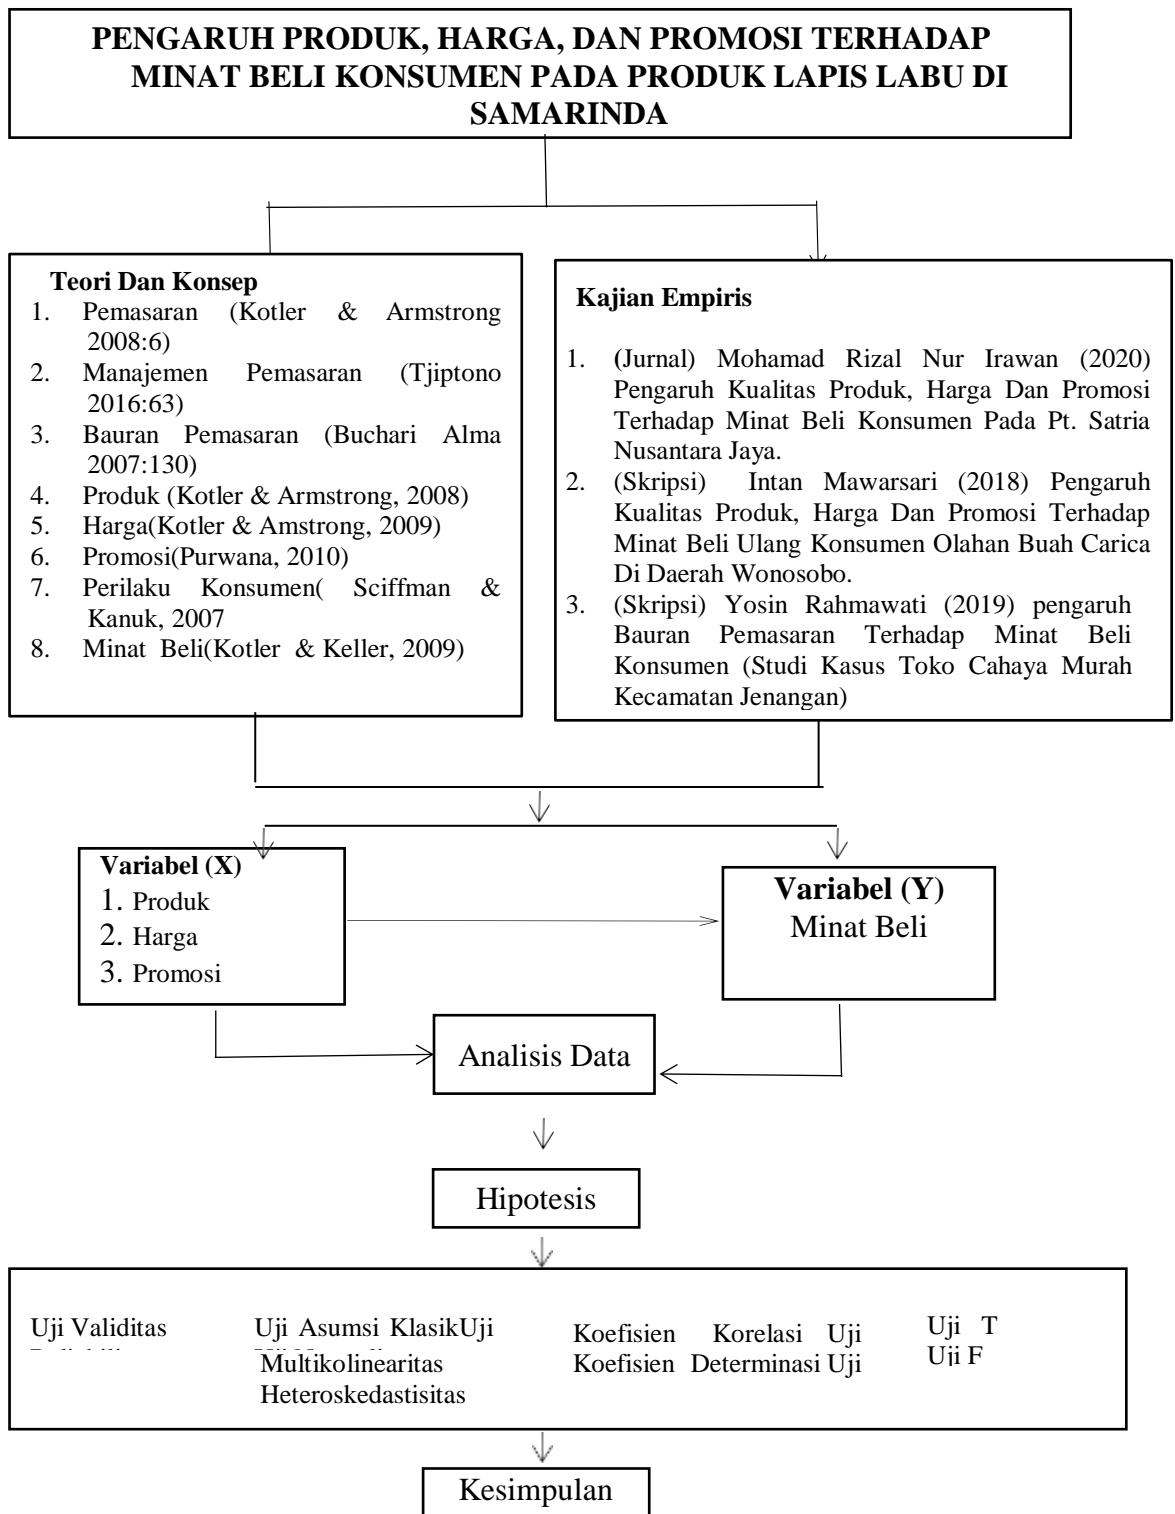 PENGARUH PRODUK, HARGA, DAN PROMOSI TERHADAP
MINAT BELI KONSUMEN PADA PRODUK LAPIS LABU DI
SAMARINDA
Teori Dan Konsep
1. Pemasaran (Kotler & Armstrong
2008:6)
2. Manajemen Pemasaran (Tjiptono
2016:63)
3. Bauran Pemasaran (Buchari Alma
2007:130)
4. Produk (Kotler & Armstrong, 2008)
5. Harga(Kotler & Amstrong, 2009)
6. Promosi(Purwana, 2010)
7. Perilaku Konsumen( Sciffman &
Kanuk, 2007
8. Minat Beli(Kotler & Keller, 2009)
Kajian Empiris
1. (Jurnal) Mohamad Rizal Nur Irawan (2020)
Pengaruh Kualitas Produk, Harga Dan Promosi
Terhadap Minat Beli Konsumen Pada Pt. Satria
Nusantara Jaya.
2. (Skripsi) Intan Mawarsari (2018) Pengaruh
Kualitas Produk, Harga Dan Promosi Terhadap
Minat Beli Ulang Konsumen Olahan Buah Carica
Di Daerah Wonosobo.
3. (Skripsi) Yosin Rahmawati (2019) pengaruh
Bauran Pemasaran Terhadap Minat Beli
Konsumen (Studi Kasus Toko Cahaya Murah
Kecamatan Jenangan)
Variabel (X)
1. Produk
2. Harga
3. Promosi
Variabel (Y)
Minat Beli
Analisis Data
Hipotesis
Uji Validitas
Uji Asumsi KlasikUji
Multikolinearitas
Heteroskedastisitas
Koefisien Korelasi Uji
Koefisien Determinasi Uji
Uji T
Uji F
Kesimpulan